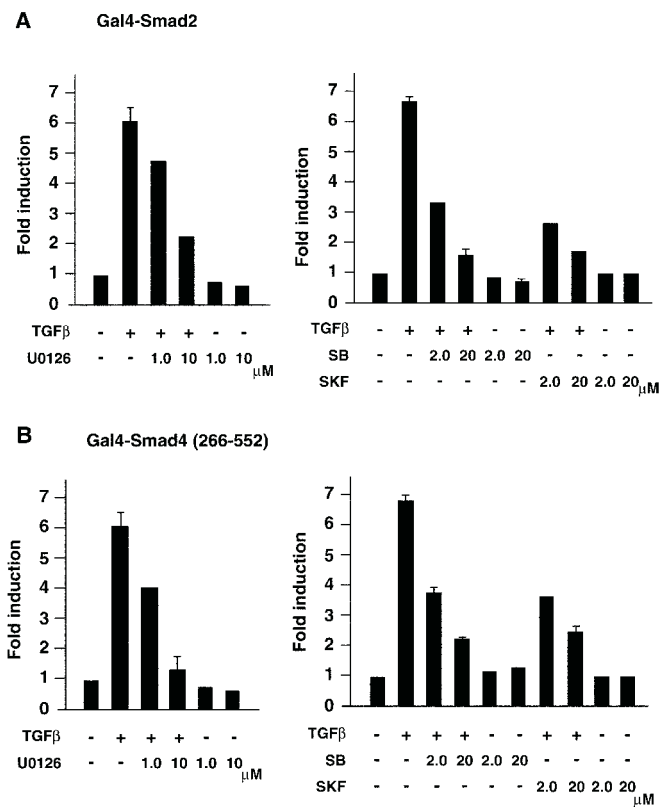 A
Gal4-Smad2
Fold induction
7
6
5
4
3
2
1
0
TGFβ - + + + - -
U0126 - - 1.0 10 1.0 10
μM
Fold induction
7
6
5
4
3
2
1
0
TGFβ - + + + - - + + - -
SB - - 2.0 20 2.0 20 - - - -
SKF - - - - - - 2.0 20 2.0 20 μM
B
Gal4-Smad4 (266-552)
Fold induction
7
6
5
4
3
2
1
0
TGFβ - + + + - -
U0126 - - 1.0 10 1.0 10
μM
Fold induction
7
6
5
4
3
2
1
0
TGFβ - + + + - - + + - -
SB - - 2.0 20 2.0 20 - - - -
SKF - - - - - - 2.0 20 2.0 20 μM